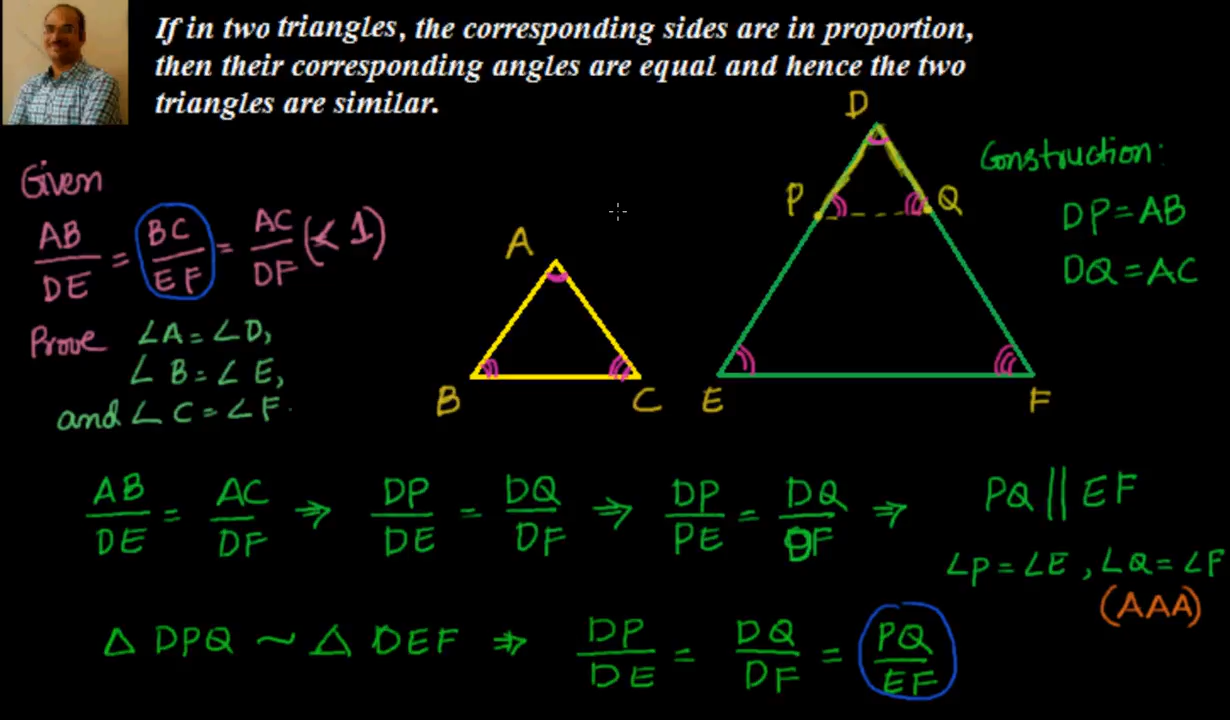 If in two triangles, the corresponding sides are in proportion,
then their corresponding angles are equal and hence the two
triangles are similar.
Given
AB/DE = BC/EF = AC/DF (< 1)
Prove ∠A = ∠D,
∠B = ∠E,
and ∠C = ∠F.
A
B
C
D
P
Q
E
F
Construction:
DP = AB
DQ = AC
AB/DE = AC/DF ⇒ DP/DE = DQ/DF ⇒ DP/PE = DQ/QF ⇒ PQ || EF
∠P = ∠E, ∠Q = ∠F
(AAA)
Δ DPQ ~ Δ DEF ⇒ DP/DE = DQ/DF = PQ/EF